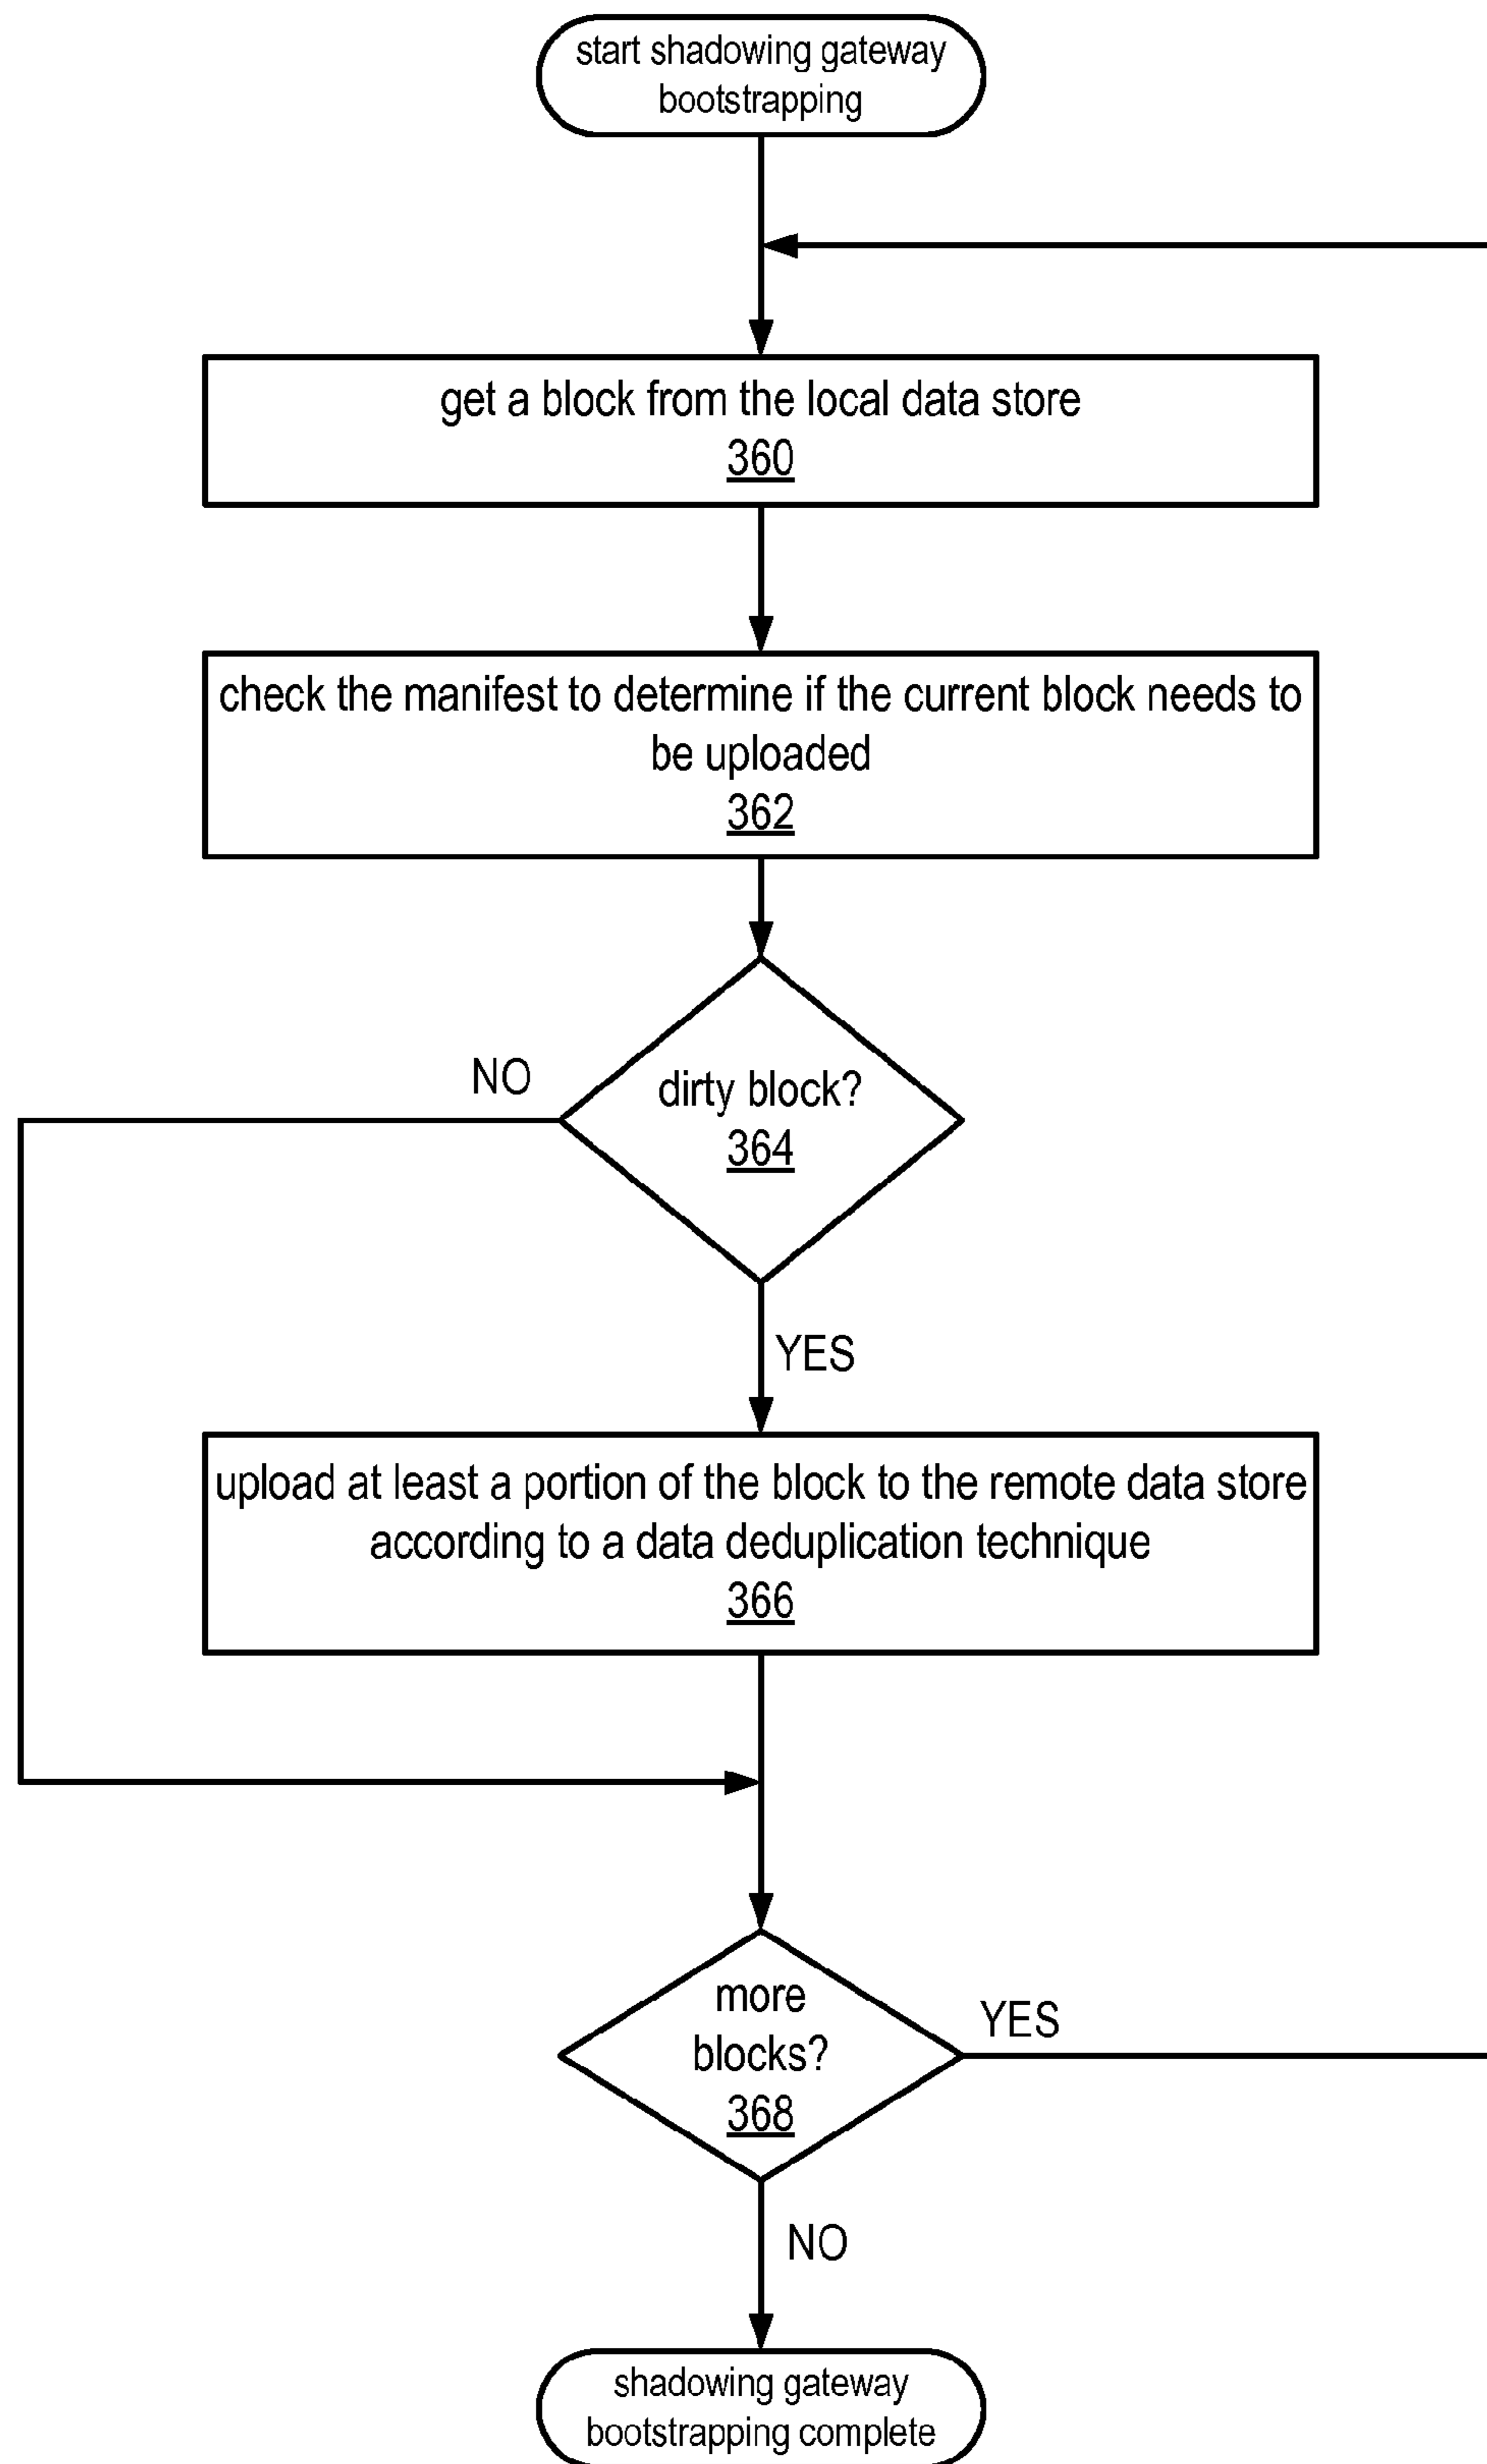 start shadowing gateway
bootstrapping
get a block from the local data store
360
check the manifest to determine if the current block needs to
be uploaded
362
NO
dirty block?
364
YES
upload at least a portion of the block to the remote data store
according to a data deduplication technique
366
more
blocks?
368
YES
NO
shadowing gateway
bootstrapping complete